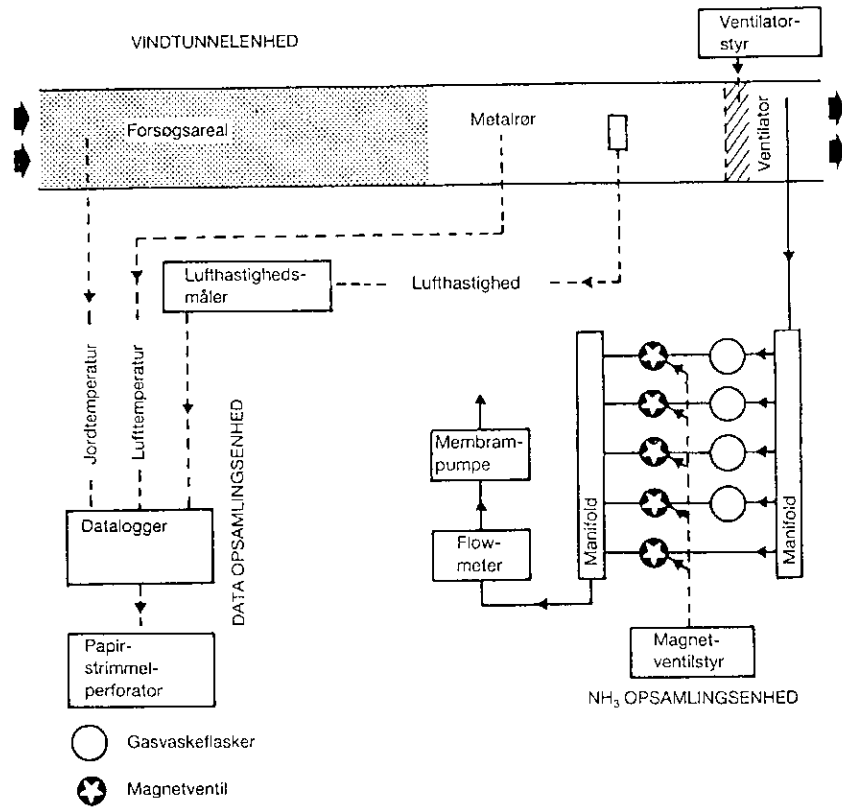 VINDTUNNELENHED
Ventilator-
styr
Forsøgsareal
Metalrør
Ventilator
Lufthastigheds-
måler
Lufthastighed
Jordtemperatur
Lufttemperatur
DATA OPSAMLINGSENHED
Membram-
pumpe
Manifold
Manifold
Datalogger
Flow-
meter
Papir-
strimmel-
perforator
Magnet-
ventilstyr
NH₃ OPSAMLINGSENHED
Gasvaskeflasker
Magnetventil